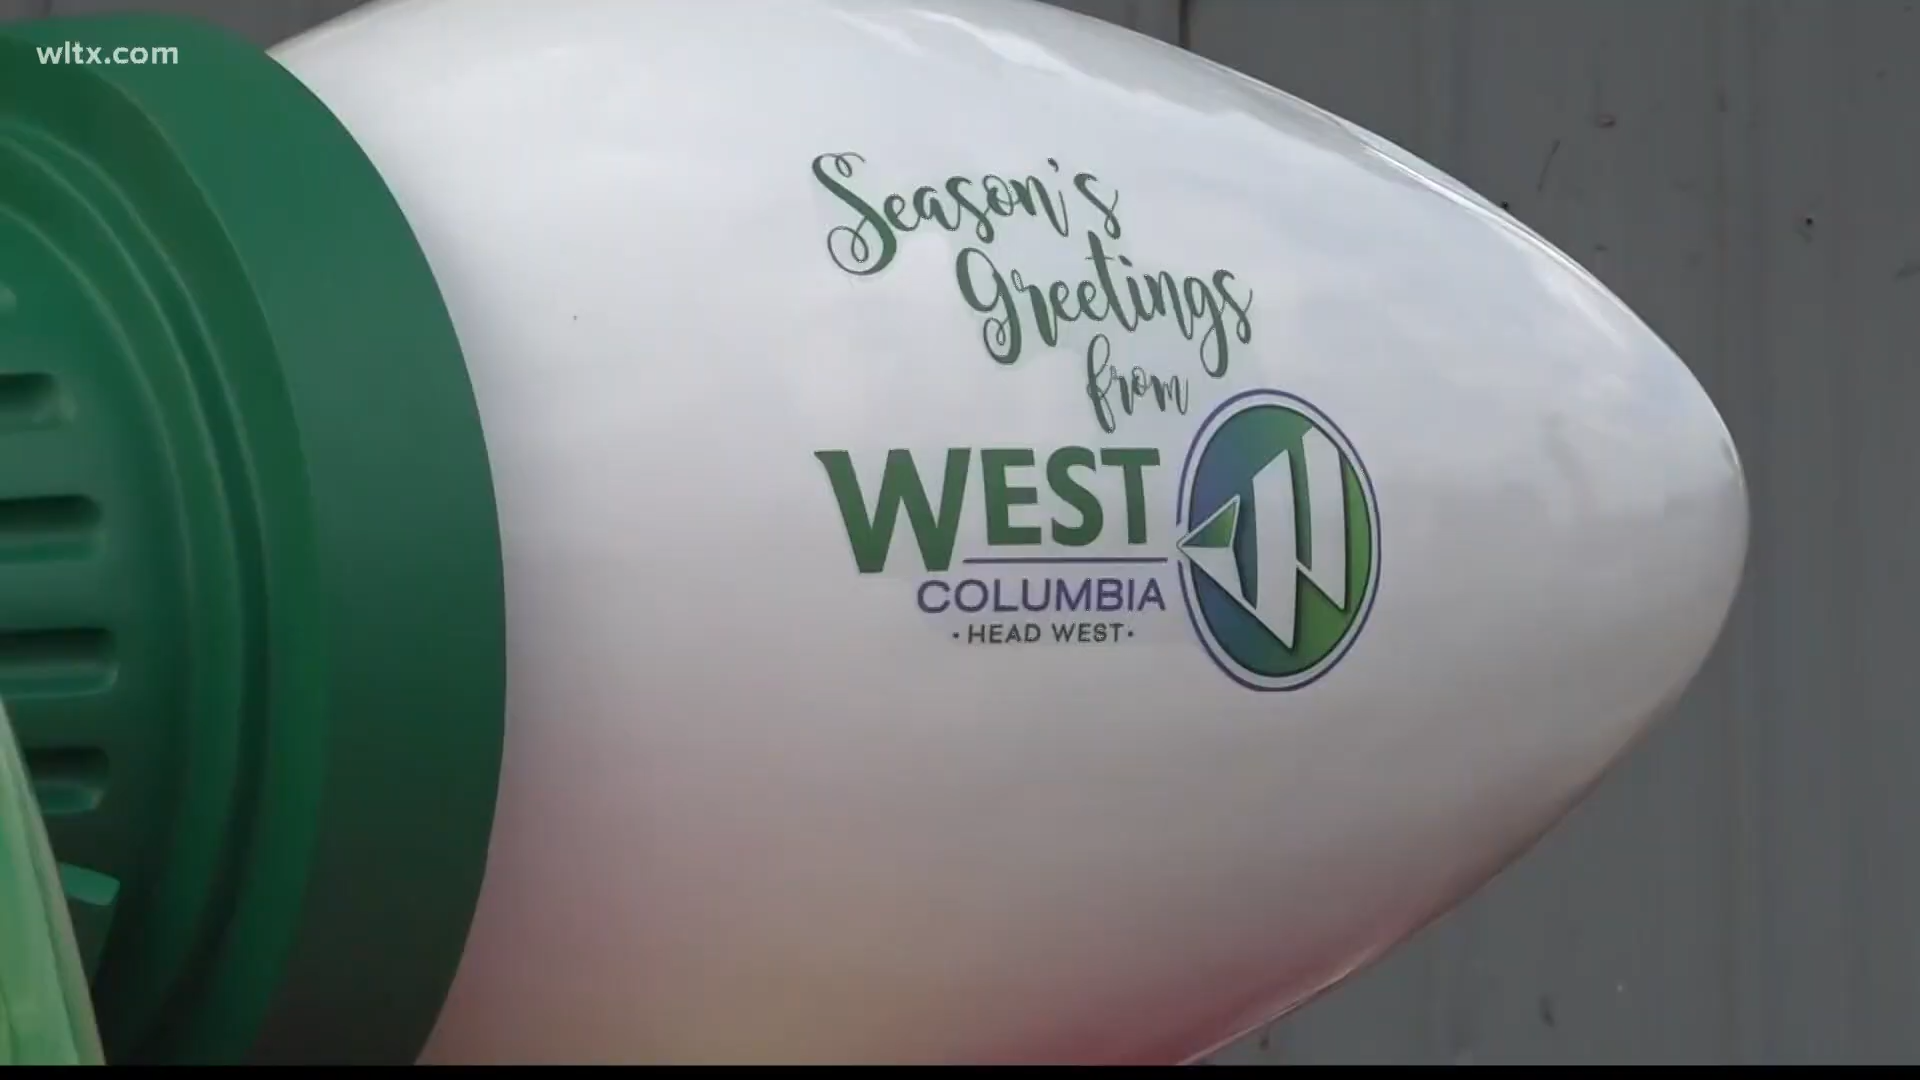 wltx.com
Season's
Greetings
from
WEST
COLUMBIA
·HEAD WEST·
W